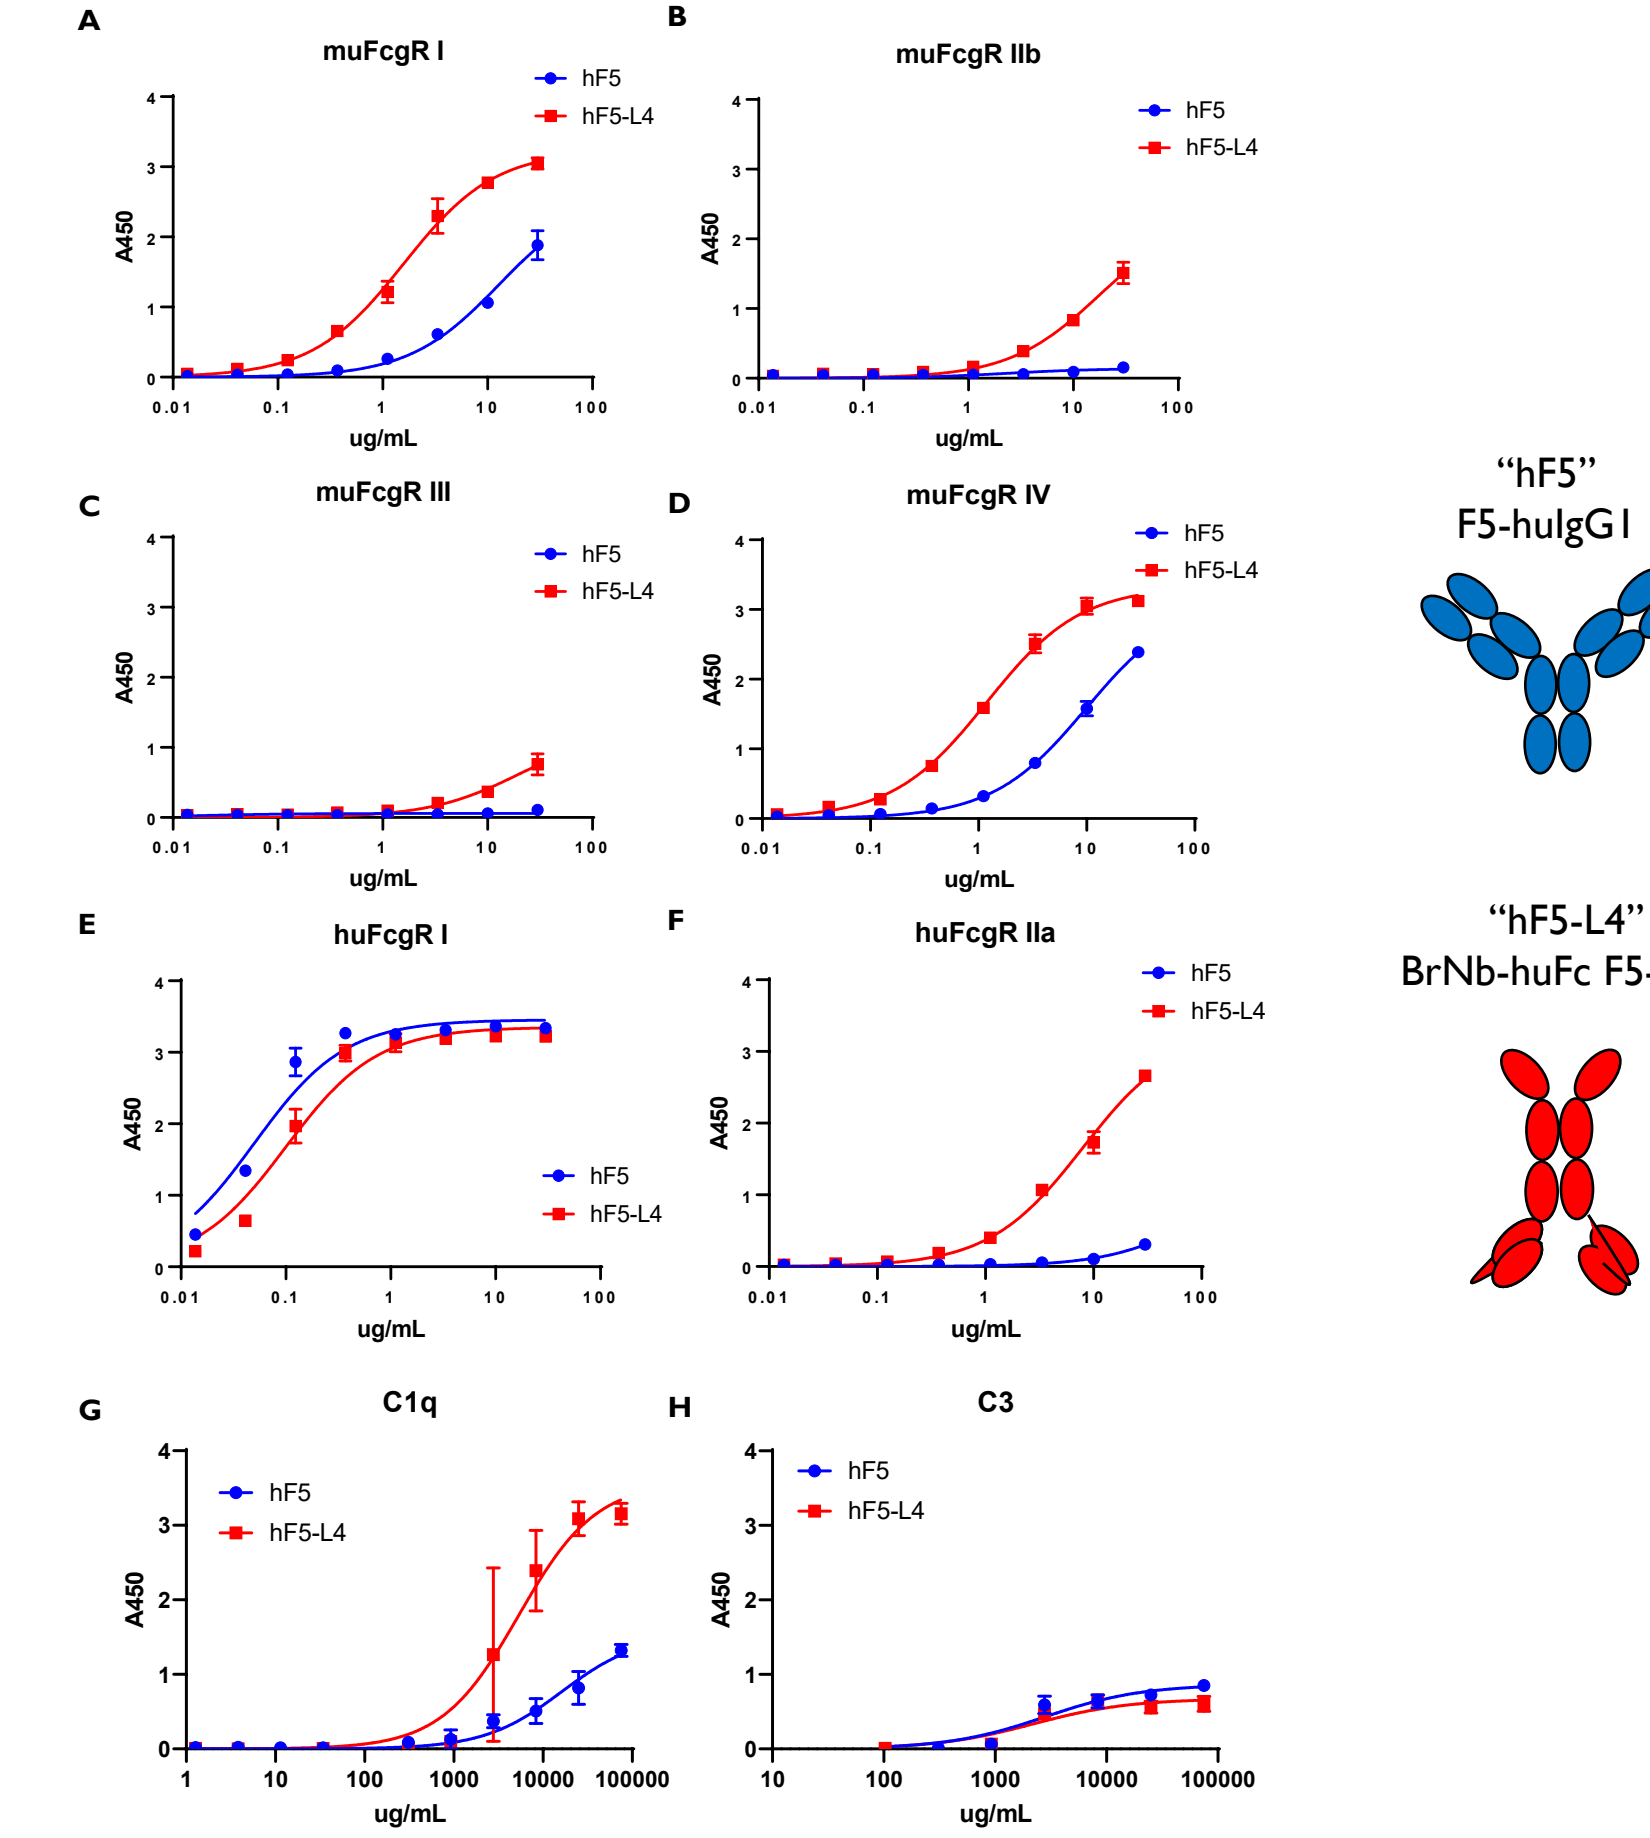 A
muFcgR I
hF5
hF5-L4
4
3
2
1
0
A450
0.01
0.1
1
10
100
ug/mL
B
muFcgR IIb
hF5
hF5-L4
4
3
2
1
0
A450
0.01
0.1
1
10
100
ug/mL
C
muFcgR III
hF5
hF5-L4
4
3
2
1
0
A450
0.01
0.1
1
10
100
ug/mL
D
muFcgR IV
hF5
hF5-L4
4
3
2
1
0
A450
0.01
0.1
1
10
100
ug/mL
“hF5”
F5-huIgG1
E
huFcgR I
4
3
2
1
0
A450
hF5
hF5-L4
0.01
0.1
1
10
100
ug/mL
F
huFcgR IIa
hF5
hF5-L4
4
3
2
1
0
A450
0.01
0.1
1
10
100
ug/mL
“hF5-L4”
BrNb-huFc F5-
G
C1q
hF5
hF5-L4
4
3
2
1
0
A450
1
10
100
1000
10000
100000
ug/mL
H
C3
hF5
hF5-L4
4
3
2
1
0
A450
10
100
1000
10000
100000
ug/mL